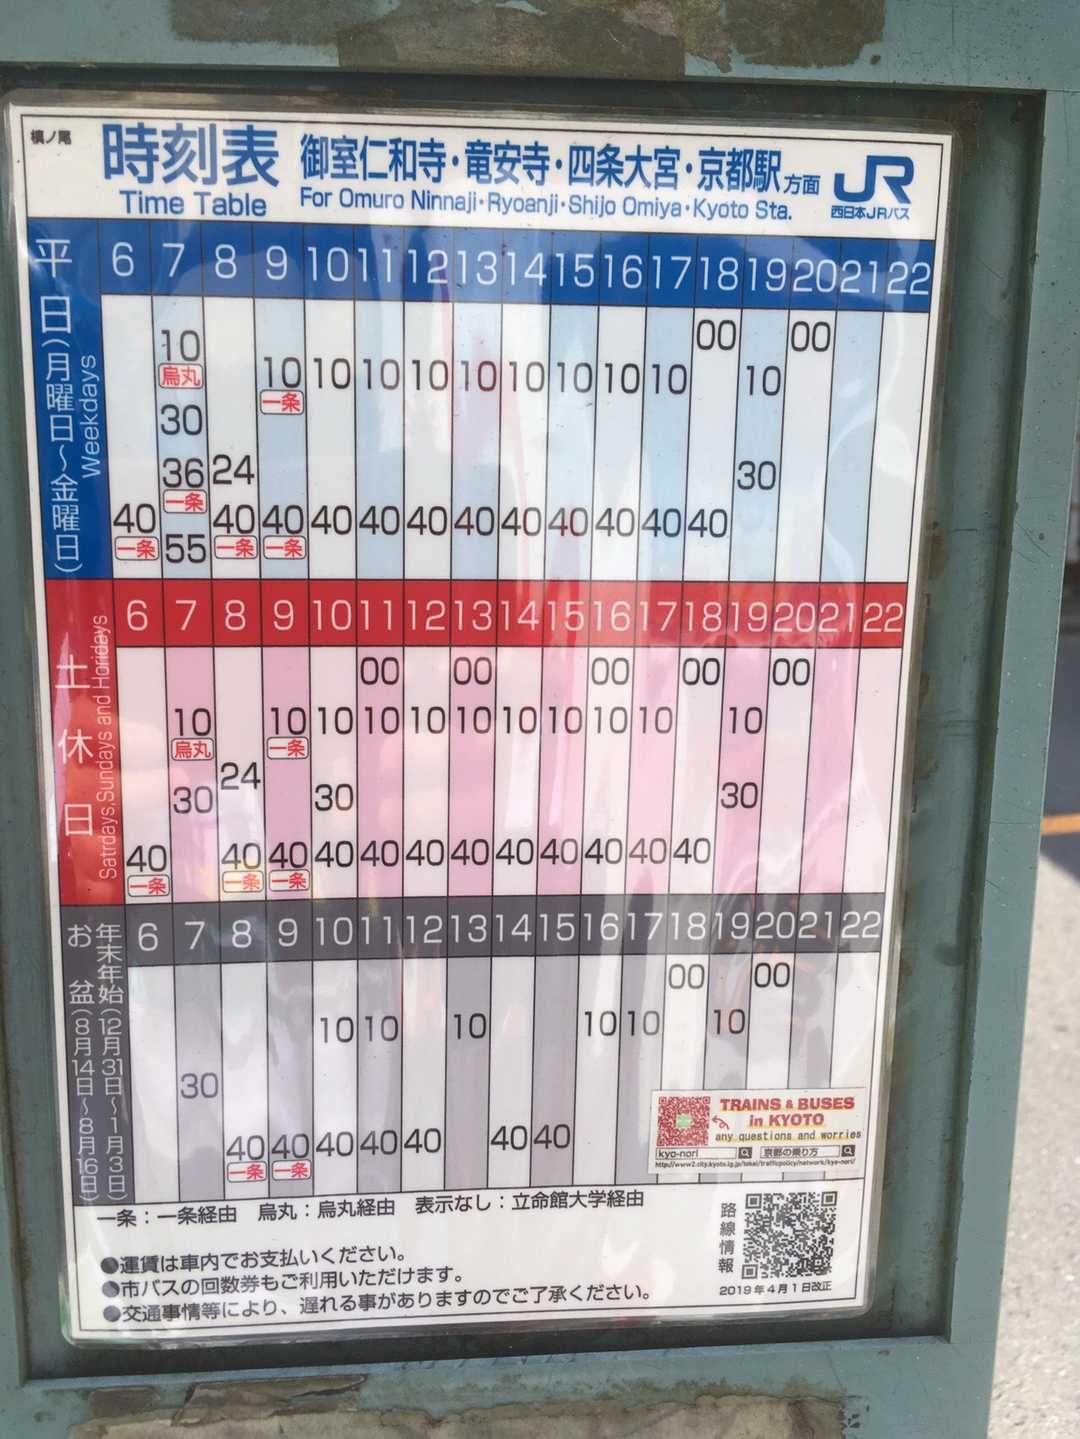 槇ノ尾
時刻表
Time Table
御室仁和寺・竜安寺・四条大宮・京都駅 方面
For Omuro Ninnaji・Ryoanji・Shijo Omiya・Kyoto Sta.
JR
西日本JRバス
平日(月曜日~金曜日)
Weekdays
6 7 8 9 10 11 12 13 14 15 16 17 18 19 20 21 22
00 00
10 10 10 10 10 10 10 10 10 10 10 10
烏丸 一条
30
36 24 30
一条
40 40 40 40 40 40 40 40 40 40 40 40
一条 55 一条 一条
土休日
Satrdays,Sundays and Horidays
6 7 8 9 10 11 12 13 14 15 16 17 18 19 20 21 22
00 00 00 00 00
10 10 10 10 10 10 10 10 10 10 10
烏丸 一条
24
30 30 30
40 40 40 40 40 40 40 40 40 40 40 40
一条 一条 一条
年末年始(12月31日~1月3日)
お盆(8月14日~8月16日)
6 7 8 9 10 11 12 13 14 15 16 17 18 19 20 21 22
00 00
10 10 10 10 10 10
30
40 40 40 40 40 40 40
一条 一条
TRAINS & BUSES
in KYOTO
any questions and worries
kyo-nori 京都の乗り方
一条:一条経由 烏丸:烏丸経由 表示なし:立命館大学経由
●運賃は車内でお支払いください。
●市バスの回数券もご利用いただけます。
●交通事情等により、遅れる事がありますのでご了承ください。
路線情報
2019年4月1日改正